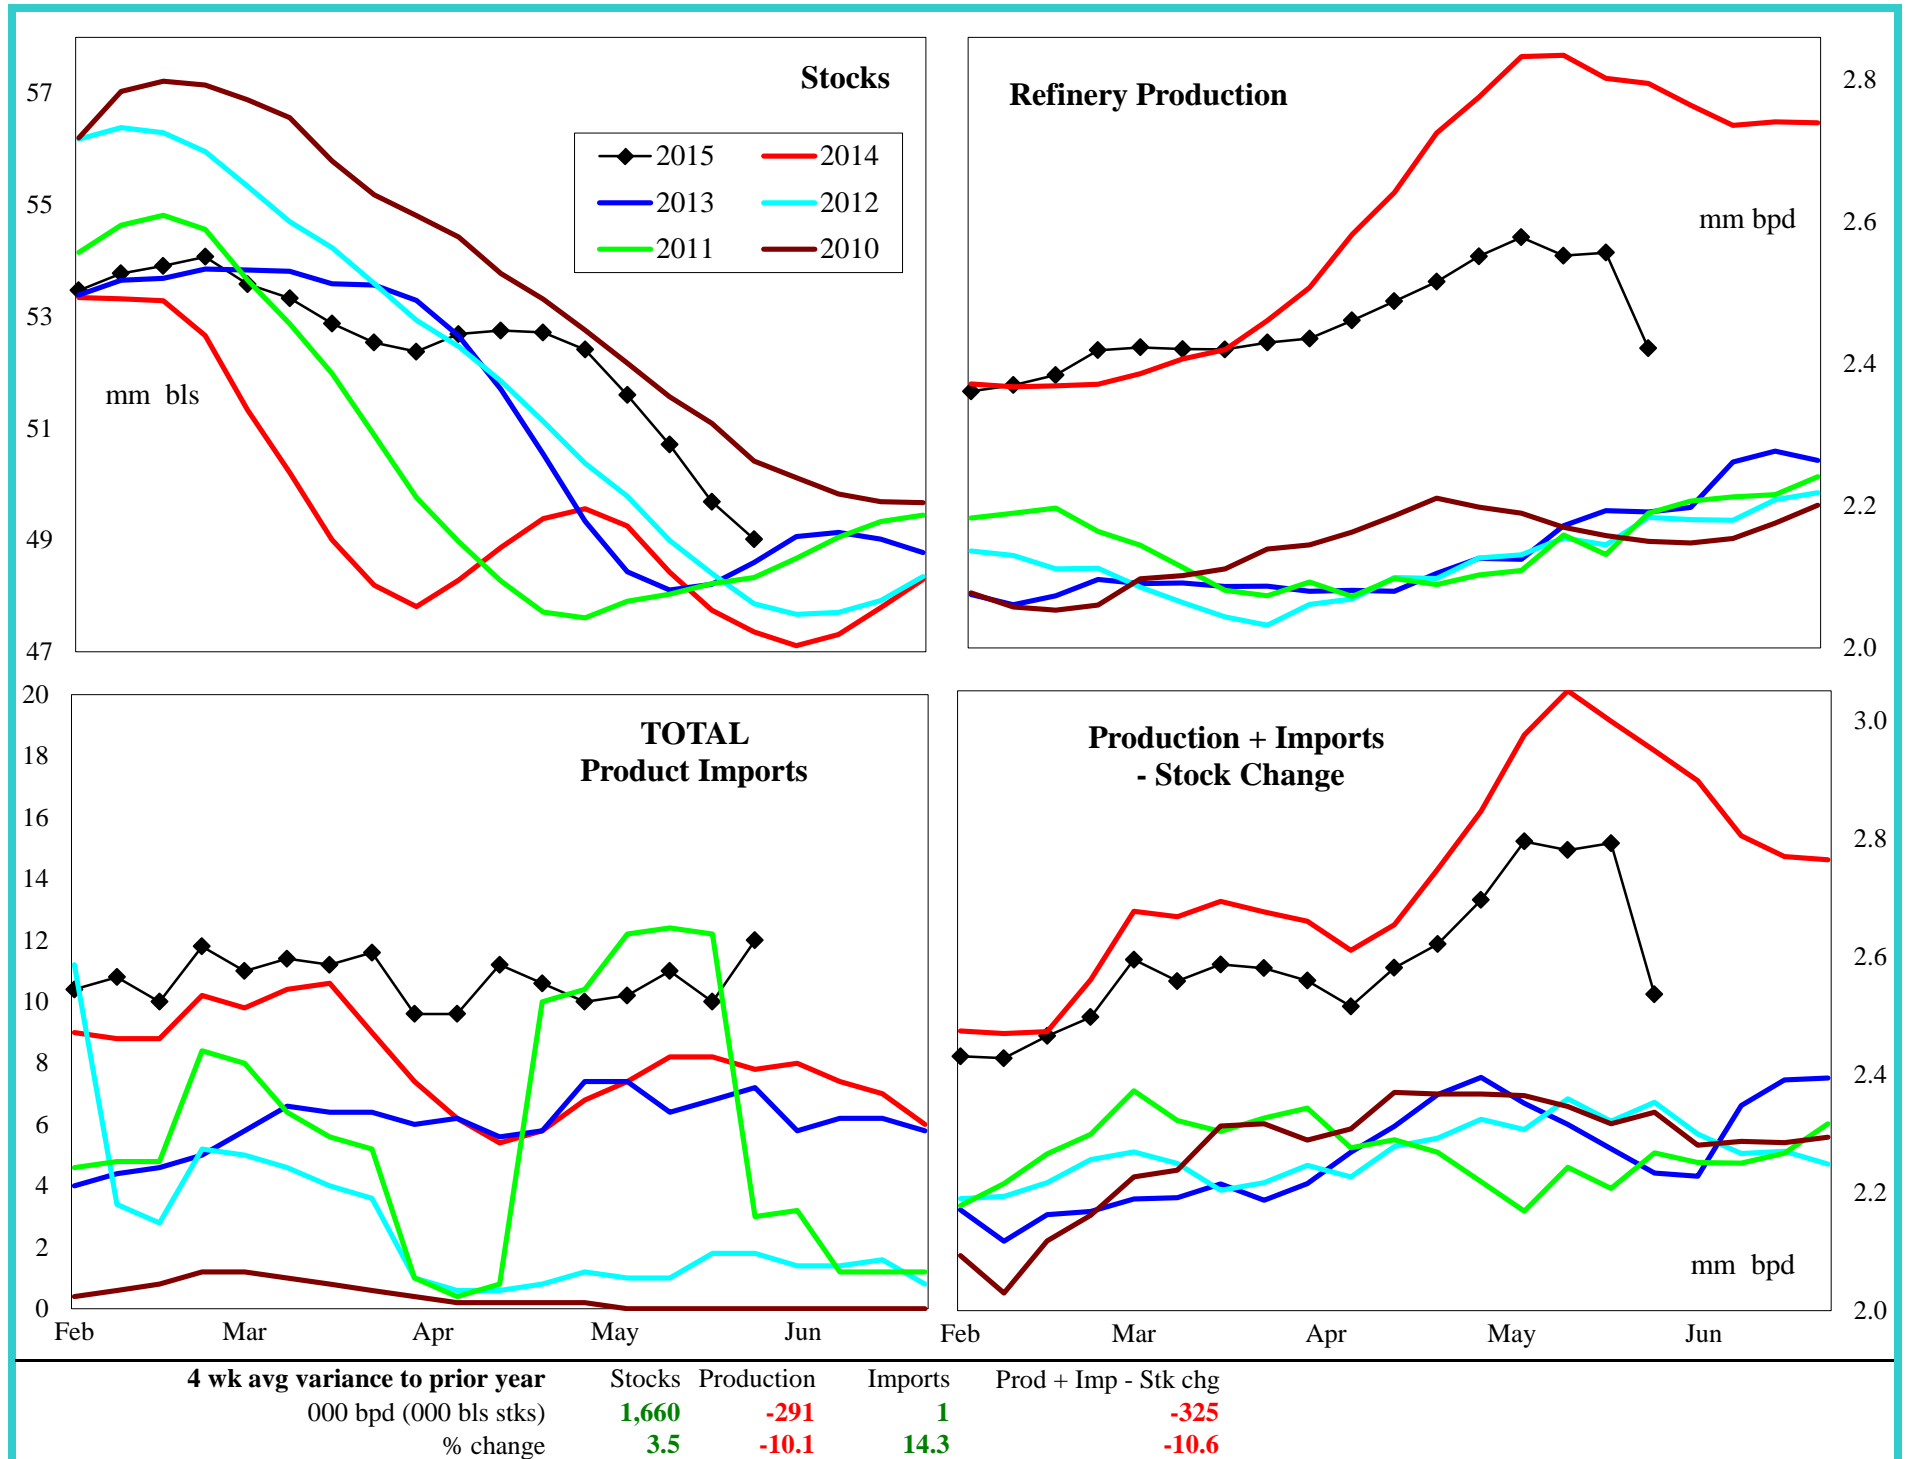 Stocks
57
55
53
51
49
47
mm bls
2015
2014
2013
2012
2011
2010
Refinery Production
mm bpd
2.8
2.6
2.4
2.2
2.0
TOTAL
Product Imports
20
18
16
14
12
10
8
6
4
2
0
Feb
Mar
Apr
May
Jun
Production + Imports
- Stock Change
3.0
2.8
2.6
2.4
2.2
2.0
mm bpd
Feb
Mar
Apr
May
Jun
4 wk avg variance to prior year Stocks Production Imports Prod + Imp - Stk chg
000 bpd (000 bls stks) 1,660 -291 1 -325
% change 3.5 -10.1 14.3 -10.6